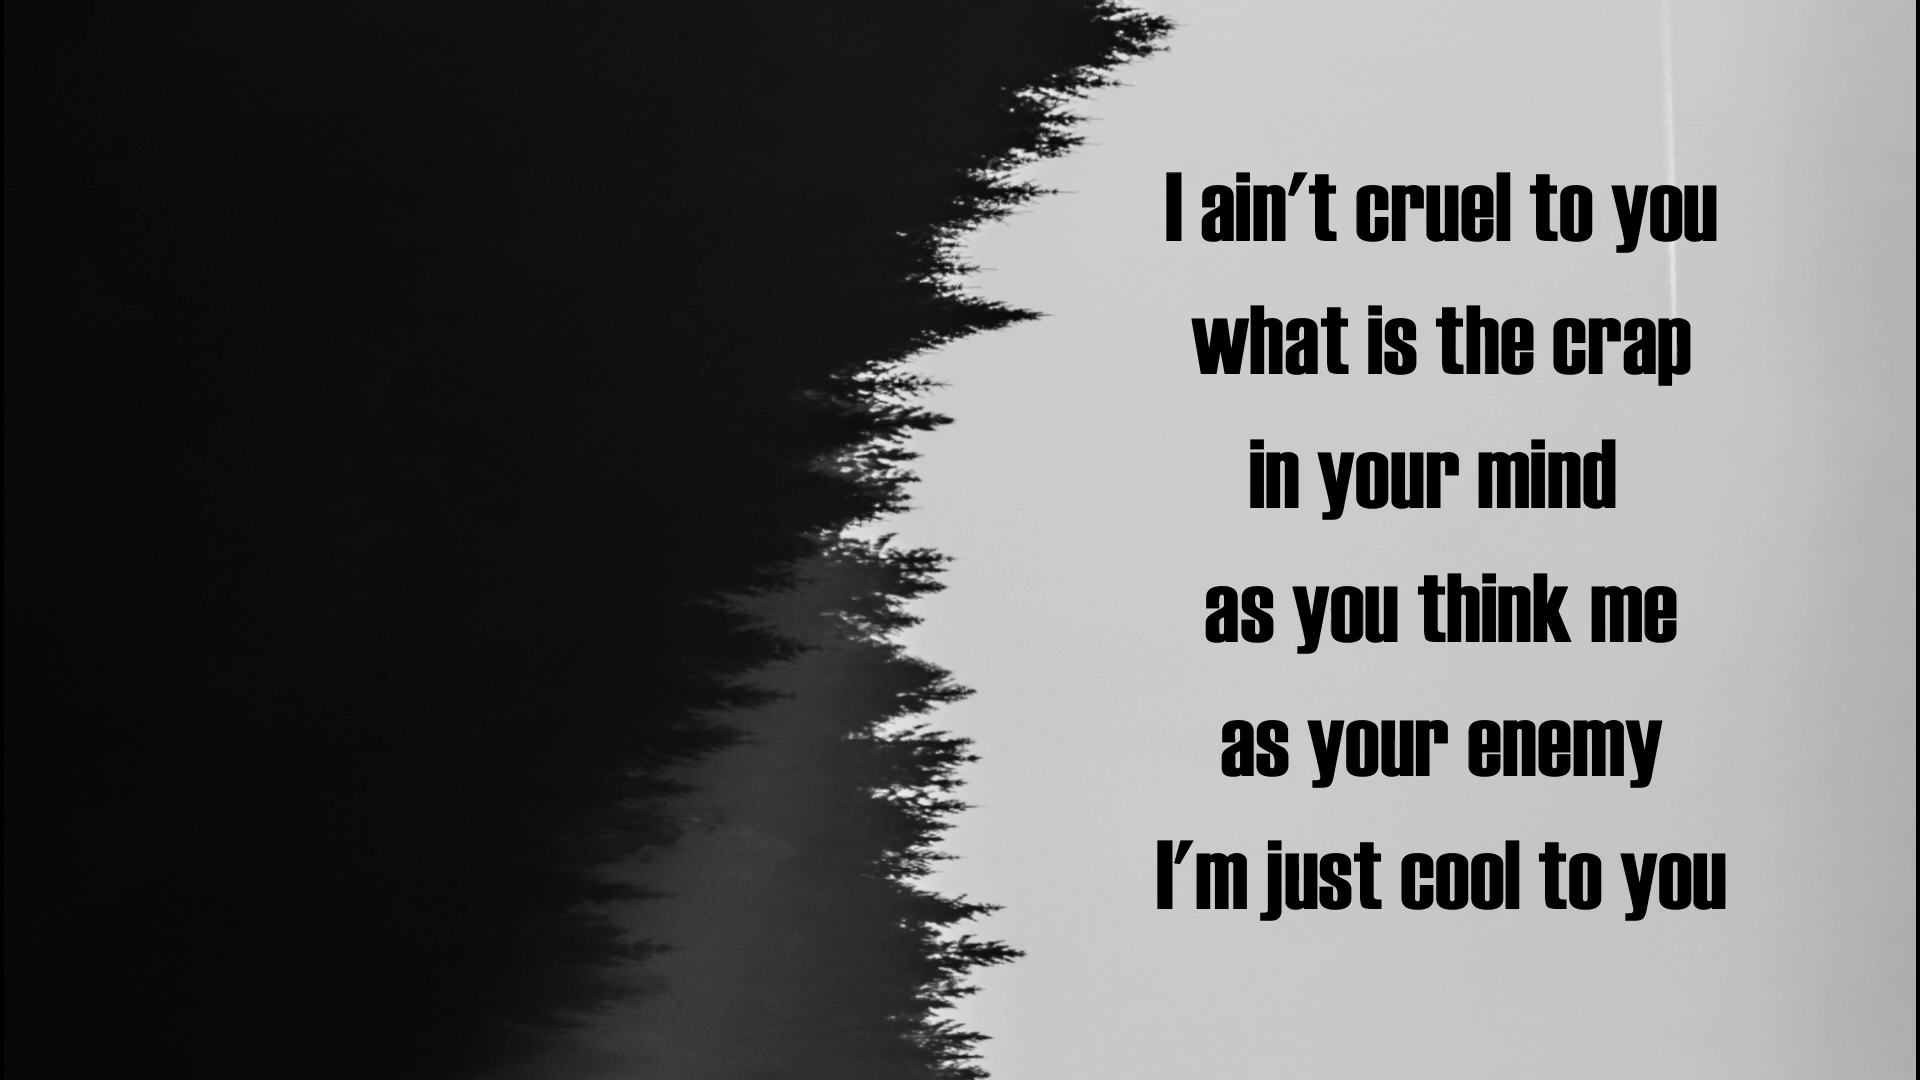 I ain't cruel to you
what is the crap
in your mind
as you think me
as your enemy
I'm just cool to you